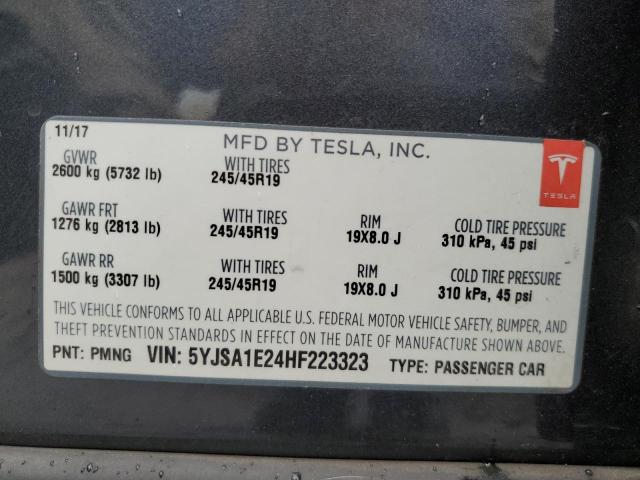 11/17
MFD BY TESLA, INC.
TESLA
GVWR WITH TIRES
2600 kg (5732 lb) 245/45R19
GAWR FRT WITH TIRES RIM COLD TIRE PRESSURE
1276 kg (2813 lb) 245/45R19 19X8.0 J 310 kPa, 45 psi
GAWR RR WITH TIRES RIM COLD TIRE PRESSURE
1500 kg (3307 lb) 245/45R19 19X8.0 J 310 kPa, 45 psi
THIS VEHICLE CONFORMS TO ALL APPLICABLE U.S. FEDERAL MOTOR VEHICLE SAFETY, BUMPER, AND
THEFT PREVENTION STANDARDS IN EFFECT ON THE DATE OF MANUFACTURE SHOWN ABOVE.
PNT: PMNG VIN: 5YJSA1E24HF223323 TYPE: PASSENGER CAR